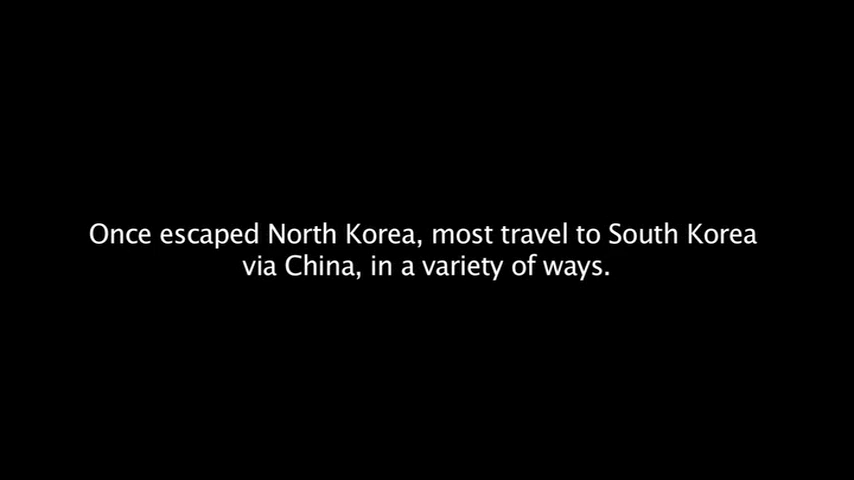 Once escaped North Korea, most travel to South Korea
via China, in a variety of ways.